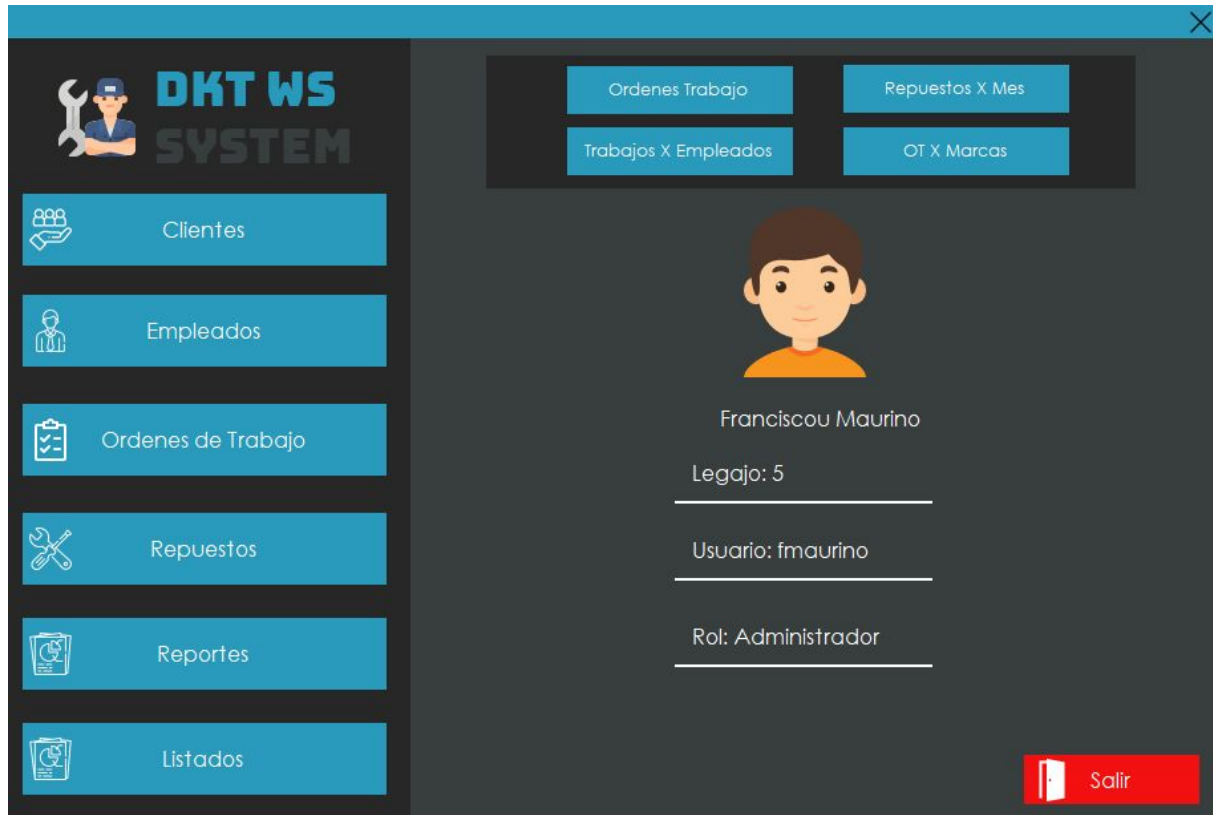 DKT WS
SYSTEM
Clientes
Empleados
Ordenes de Trabajo
Repuestos
Reportes
Listados
Ordenes Trabajo
Repuestos X Mes
Trabajos X Empleados
OT X Marcas
Franciscou Maurino
Legajo: 5
Usuario: fmaurino
Rol: Administrador
Salir